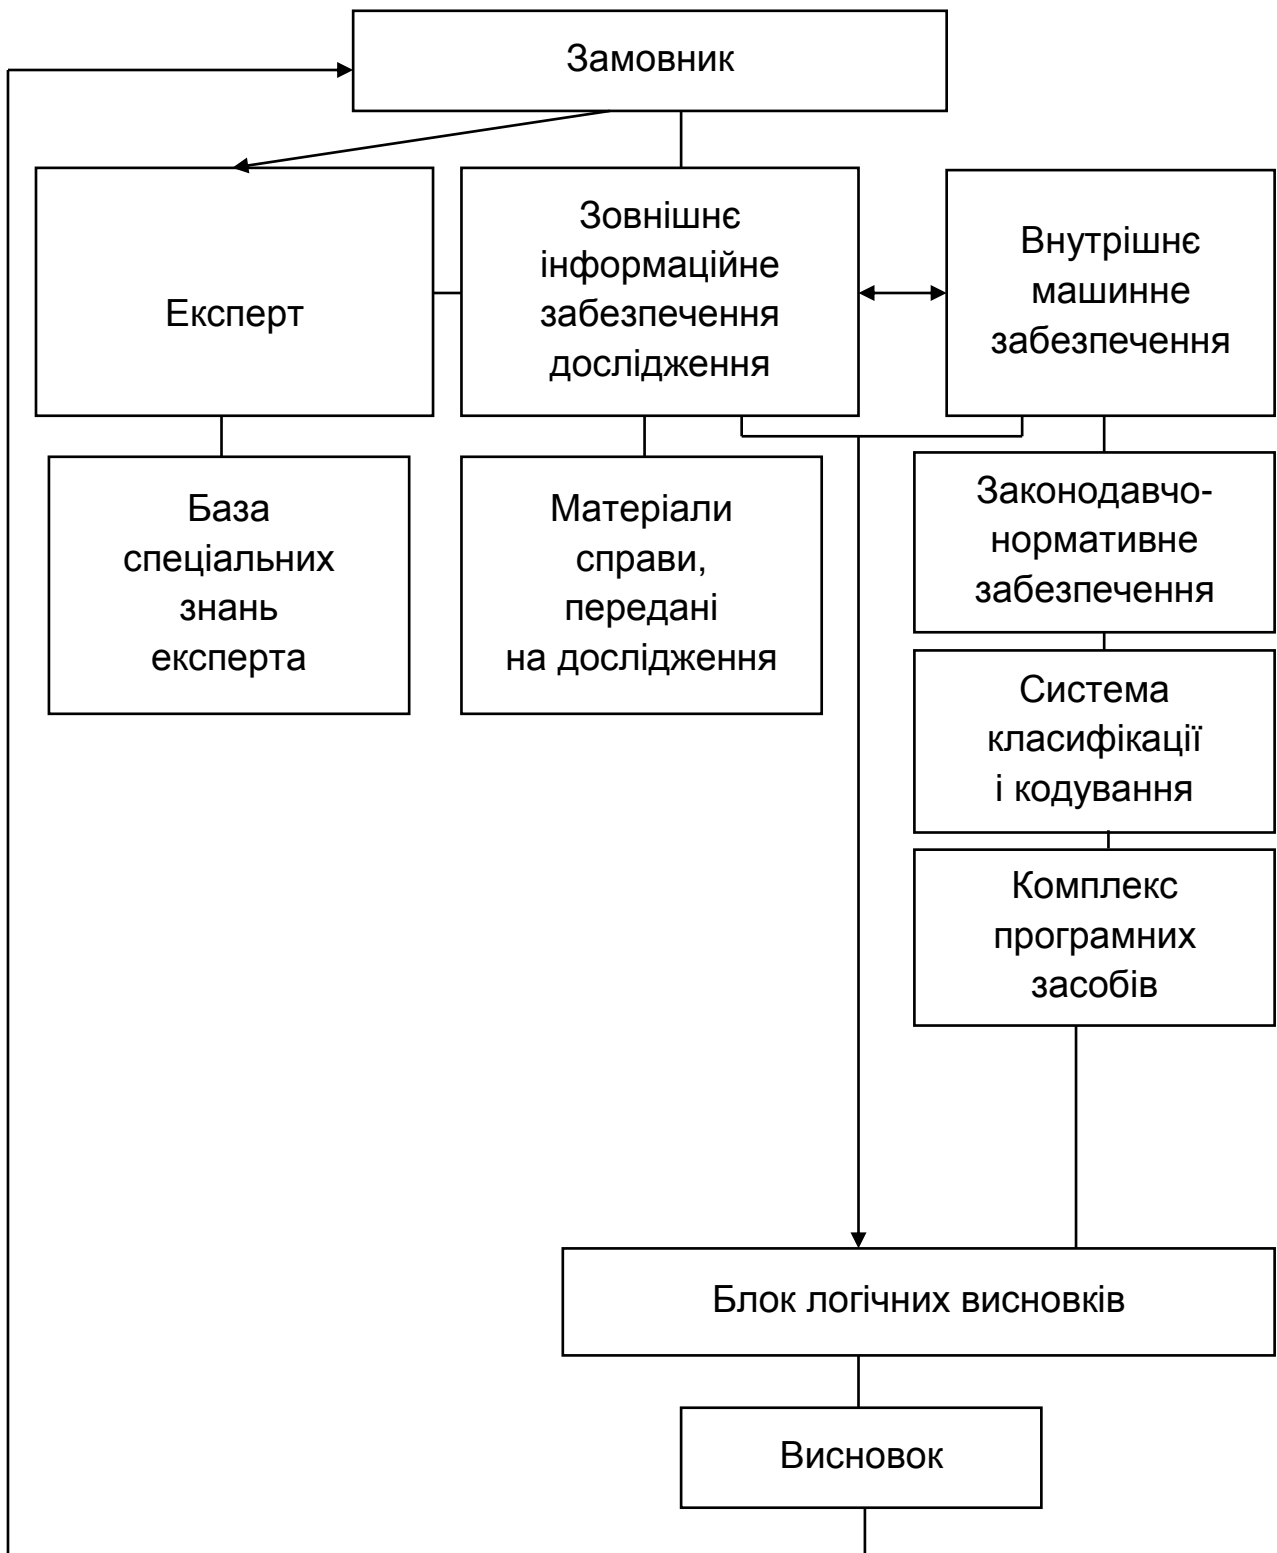 Замовник
Експерт
Зовнішнє
інформаційне
забезпечення
дослідження
Внутрішнє
машинне
забезпечення
База
спеціальних
знань
експерта
Матеріали
справи,
передані
на дослідження
Законодавчо-
нормативне
забезпечення
Система
класифікації
і кодування
Комплекс
програмних
засобів
Блок логічних висновків
Висновок